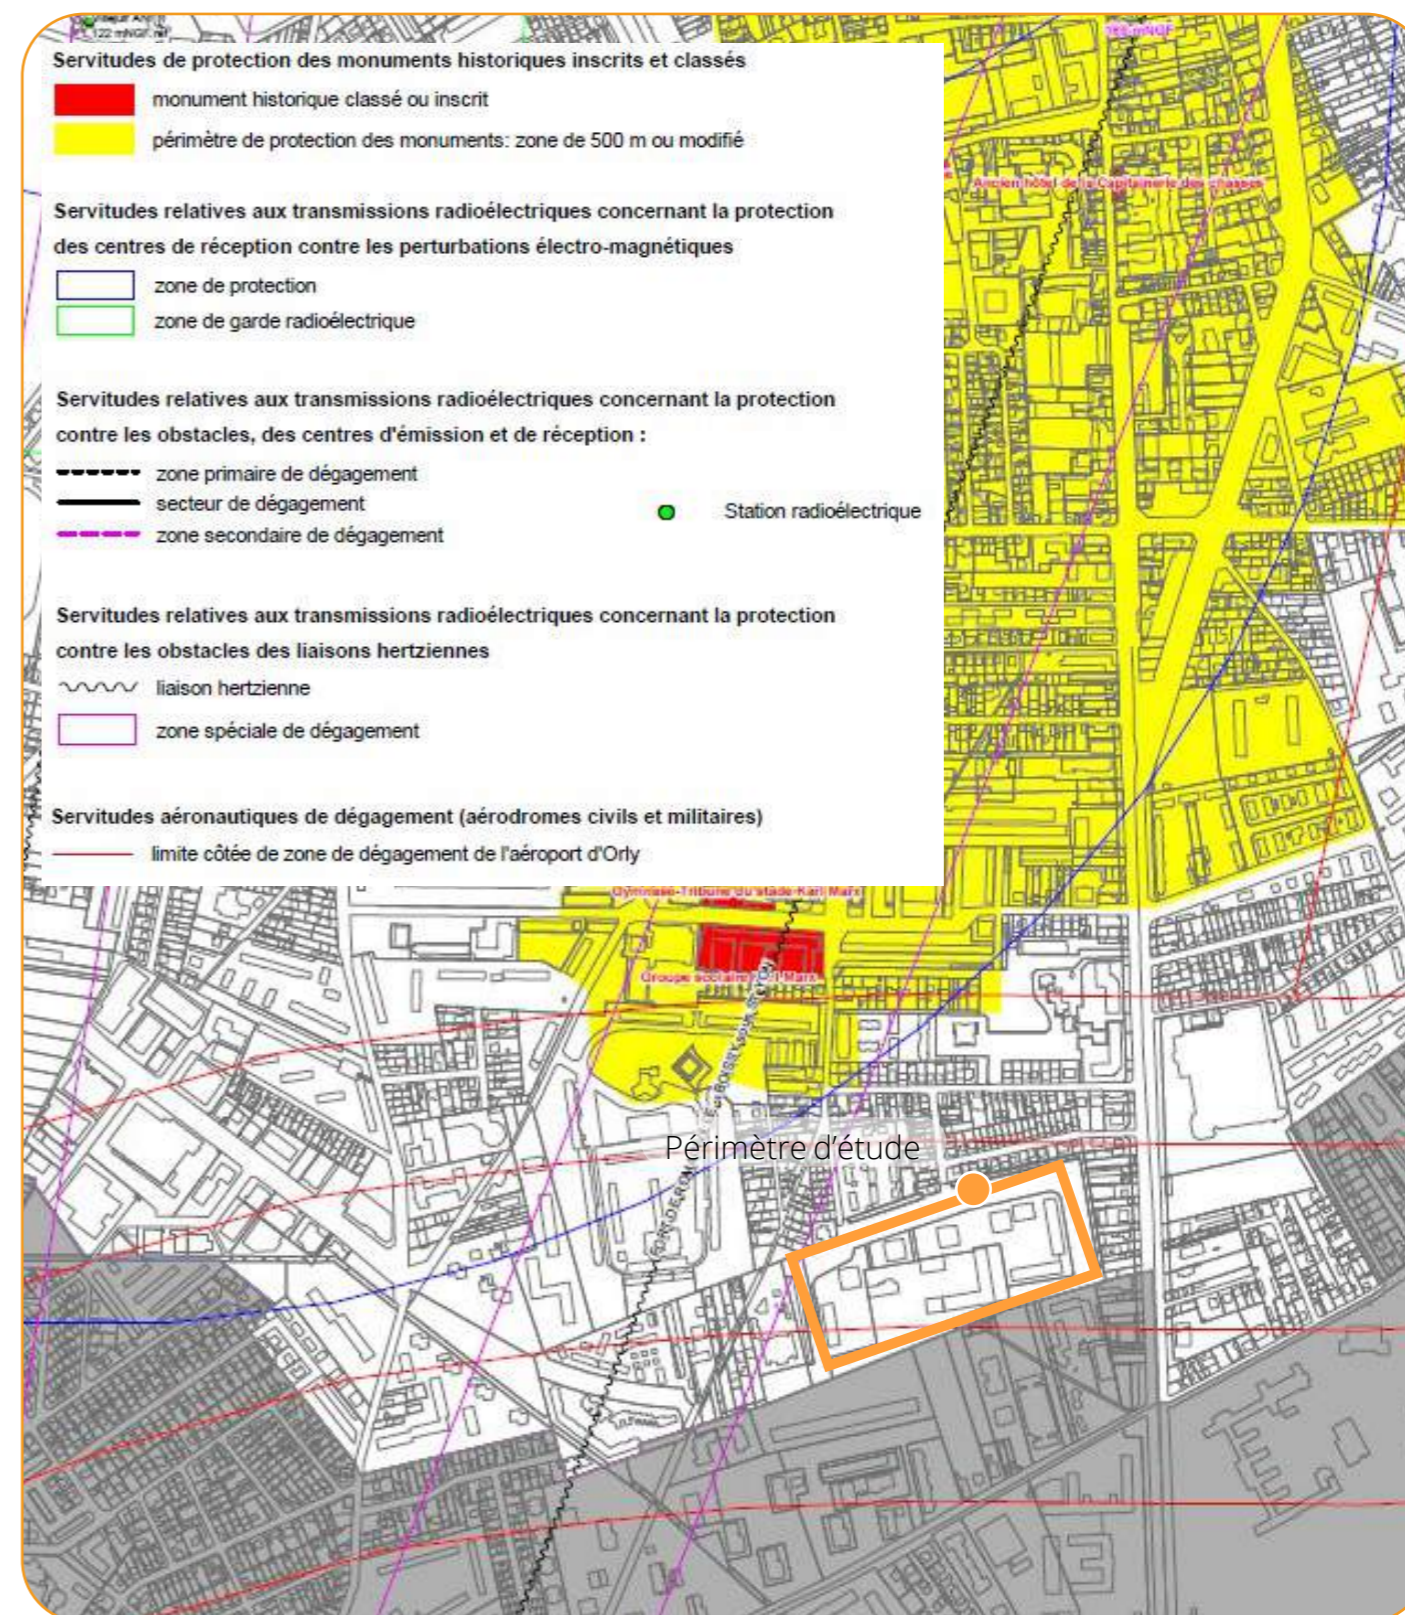 122 mNGF
Servitudes de protection des monuments historiques inscrits et classés
monument historique classé ou inscrit
périmètre de protection des monuments: zone de 500 m ou modifié
Servitudes relatives aux transmissions radioélectriques concernant la protection
des centres de réception contre les perturbations électro-magnétiques
zone de protection
zone de garde radioélectrique
Servitudes relatives aux transmissions radioélectriques concernant la protection
contre les obstacles, des centres d'émission et de réception :
zone primaire de dégagement
secteur de dégagement
zone secondaire de dégagement
Station radioélectrique
Servitudes relatives aux transmissions radioélectriques concernant la protection
contre les obstacles des liaisons hertziennes
liaison hertzienne
zone spéciale de dégagement
Servitudes aéronautiques de dégagement (aérodromes civils et militaires)
limite côtée de zone de dégagement de l'aéroport d'Orly
mNGF
Ancien hôtel de la Capitainerie des chasses
Gymnase-Tribune du stade Karl Marx
Groupe scolaire Marx
BOISSY
Périmètre d'étude